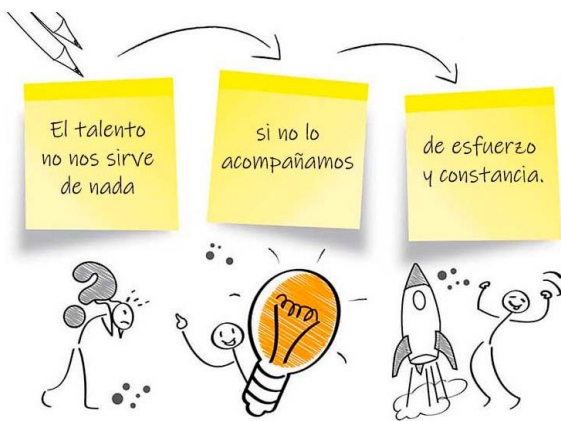 El talento
no nos sirve
de nada
si no lo
acompañamos
de esfuerzo
y constancia.